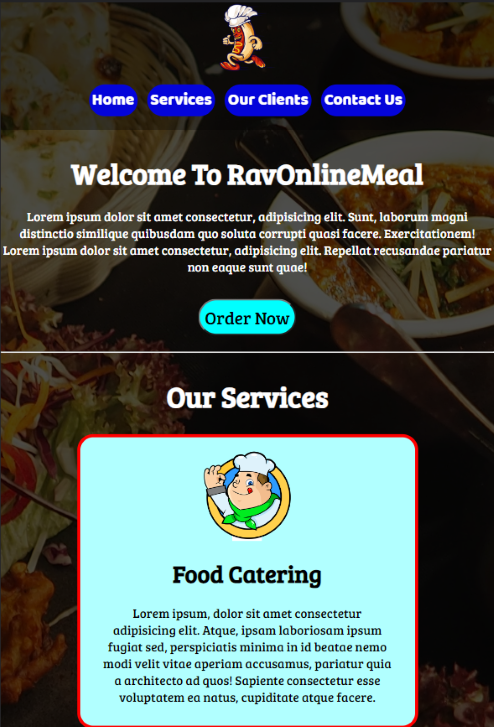 Home Services Our Clients Contact Us
Welcome To RavOnlineMeal
Lorem ipsum dolor sit amet consectetur, adipisicing elit. Sunt, laborum magni
distinctio similique quibusdam quo soluta corrupti quasi facere. Exercitationem!
Lorem ipsum dolor sit amet consectetur, adipisicing elit. Repellat recusandae pariatur
non eaque sunt quae!
Order Now
Our Services
Food Catering
Lorem ipsum, dolor sit amet consectetur
adipisicing elit. Atque, ipsam laboriosam ipsum
fugiat sed, perspiciatis minima in id beatae nemo
modi velit vitae aperiam accusamus, pariatur quia
a architecto ad quos! Sapiente consectetur esse
voluptatem ea natus, cupiditate atque facere.